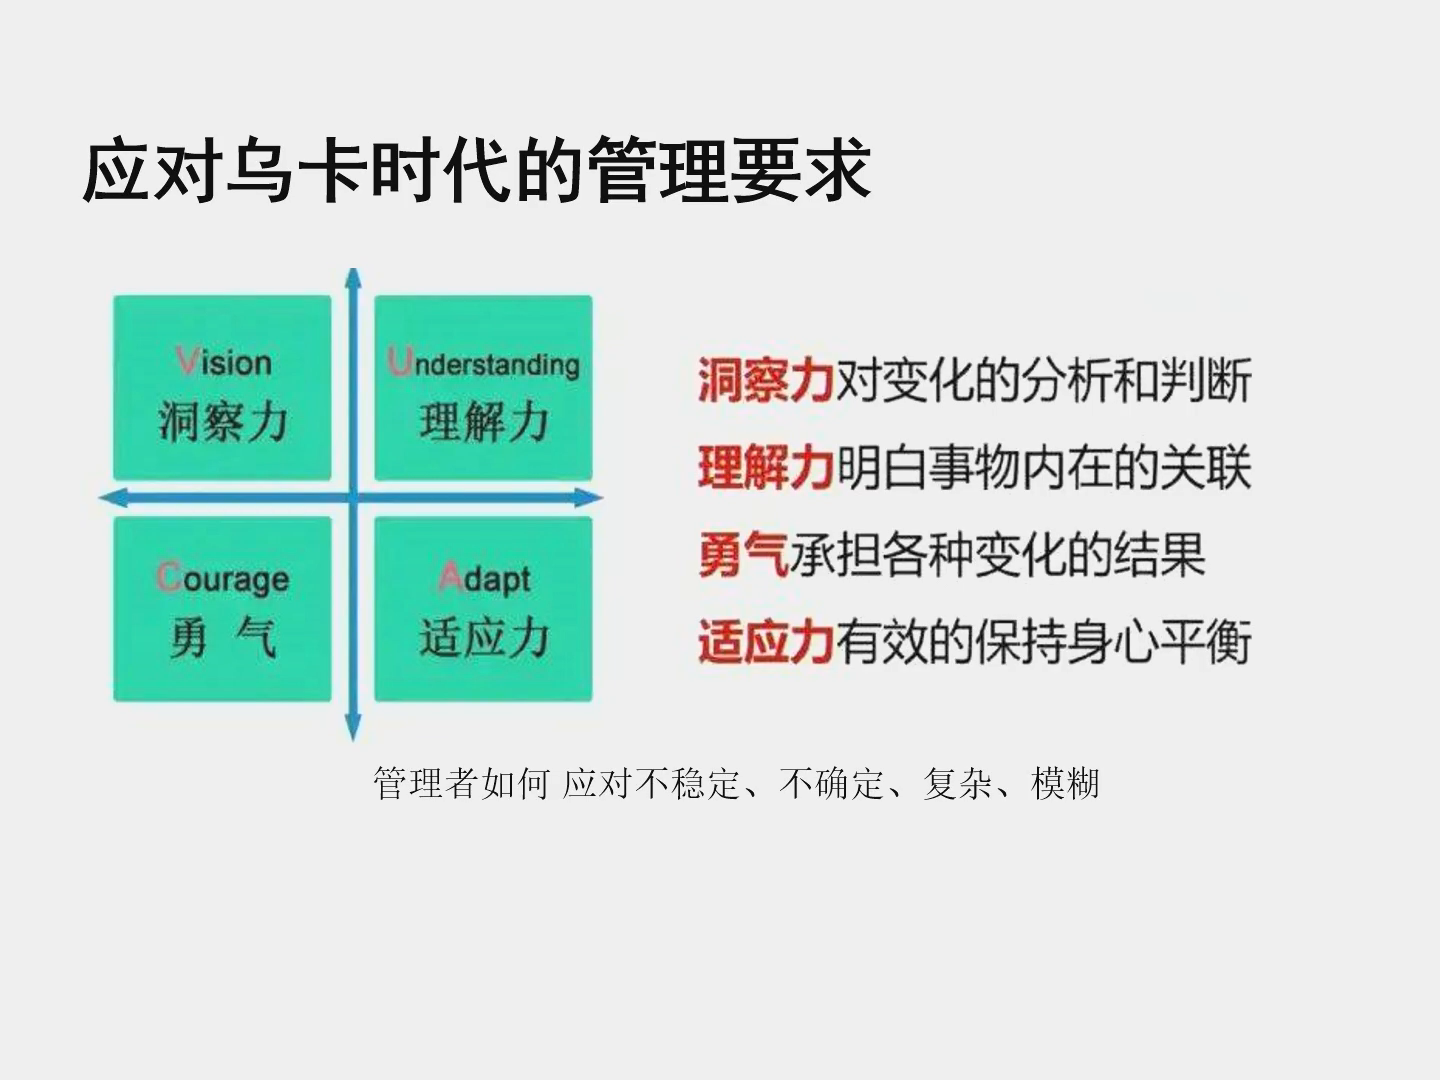 应对乌卡时代的管理要求
Vision
洞察力
Understanding
理解力
Courage
勇 气
Adapt
适应力
洞察力对变化的分析和判断
理解力明白事物内在的关联
勇气承担各种变化的结果
适应力有效的保持身心平衡
管理者如何 应对不稳定、不确定、复杂、模糊